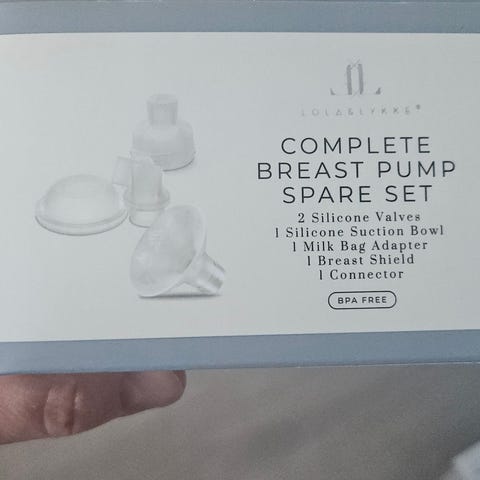 LOLA&LYKKE®
COMPLETE
BREAST PUMP
SPARE SET
2 Silicone Valves
1 Silicone Suction Bowl
1 Milk Bag Adapter
1 Breast Shield
1 Connector
BPA FREE